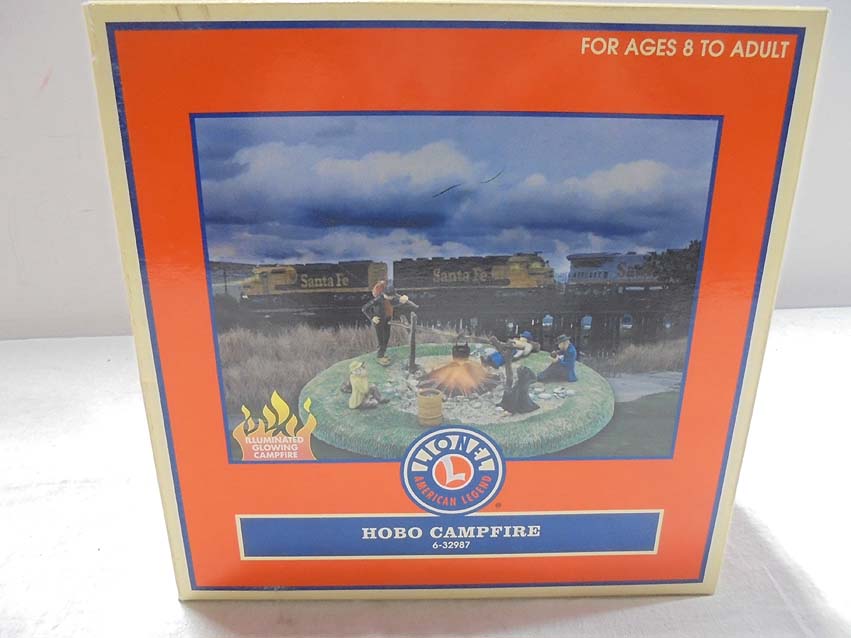 FOR AGES 8 TO ADULT
Santa Fe
Santa Fe
Santa
ILLUMINATED
GLOWING
CAMPFIRE
LIONEL
L
AMERICAN LEGEND
®
HOBO CAMPFIRE
6-32987